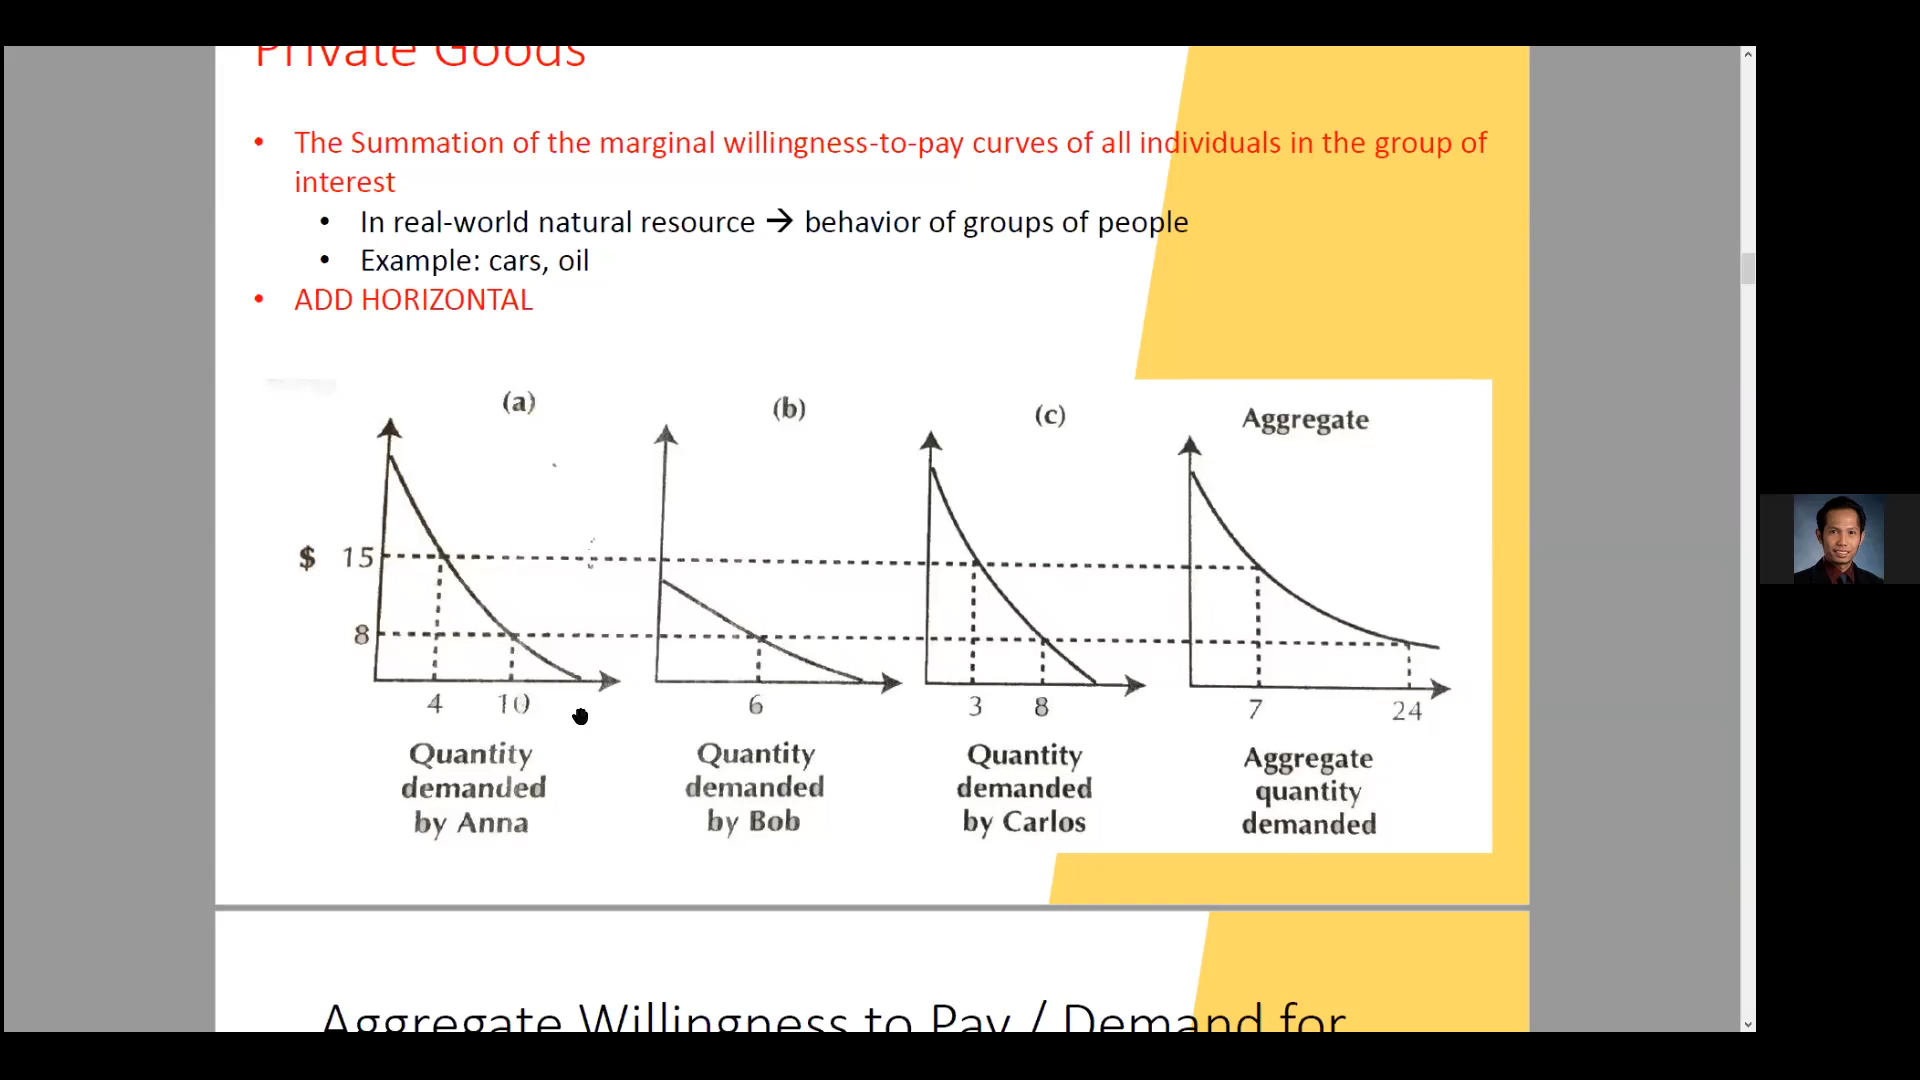 Private Goods
• The Summation of the marginal willingness-to-pay curves of all individuals in the group of
interest
• In real-world natural resource → behavior of groups of people
• Example: cars, oil
• ADD HORIZONTAL
(a)
(b)
(c)
Aggregate
$ 15
8
4 10
6
3 8
7 24
Quantity
demanded
by Anna
Quantity
demanded
by Bob
Quantity
demanded
by Carlos
Aggregate
quantity
demanded
Aggregate Willingness to Pay / Demand for